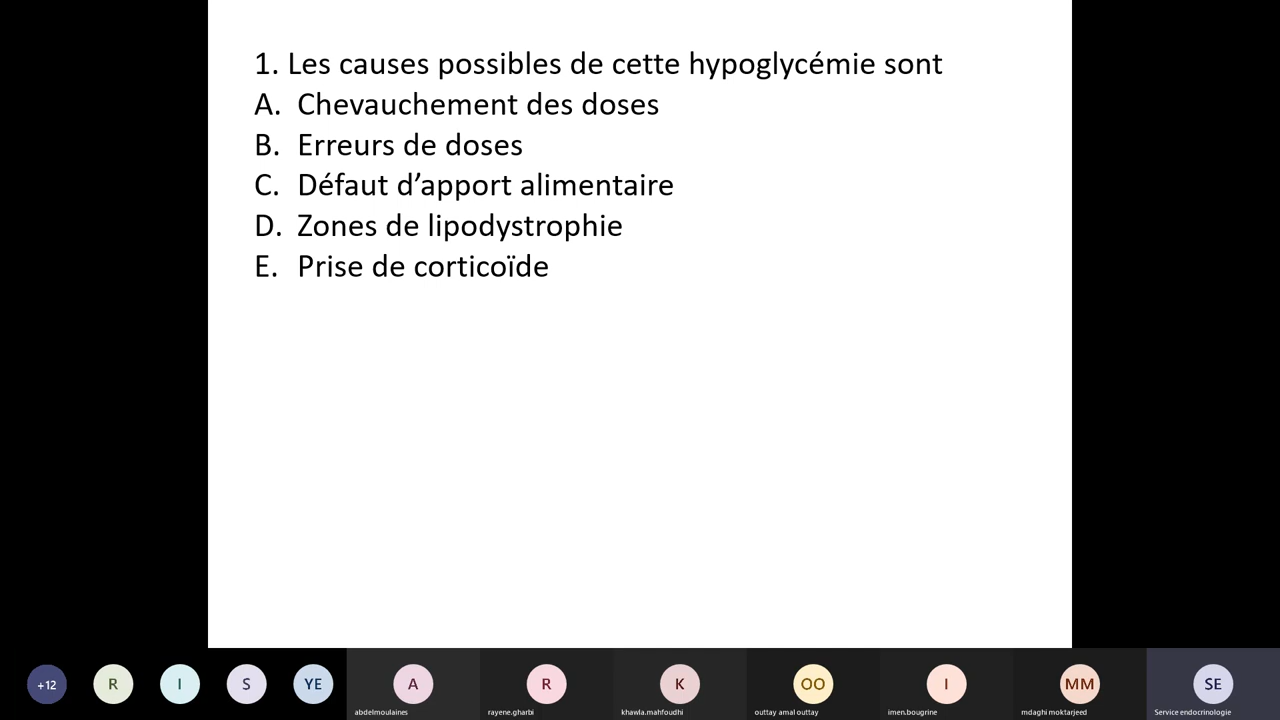 1. Les causes possibles de cette hypoglycémie sont
A. Chevauchement des doses
B. Erreurs de doses
C. Défaut d’apport alimentaire
D. Zones de lipodystrophie
E. Prise de corticoïde
+12 R I S YE A R K OO I MM SE
abdelmoulaines rayene.gharbi khawla.mahfoudhi outtay amal outtay imen.bougrine mdaghi moktarjeed Service endocrinologie